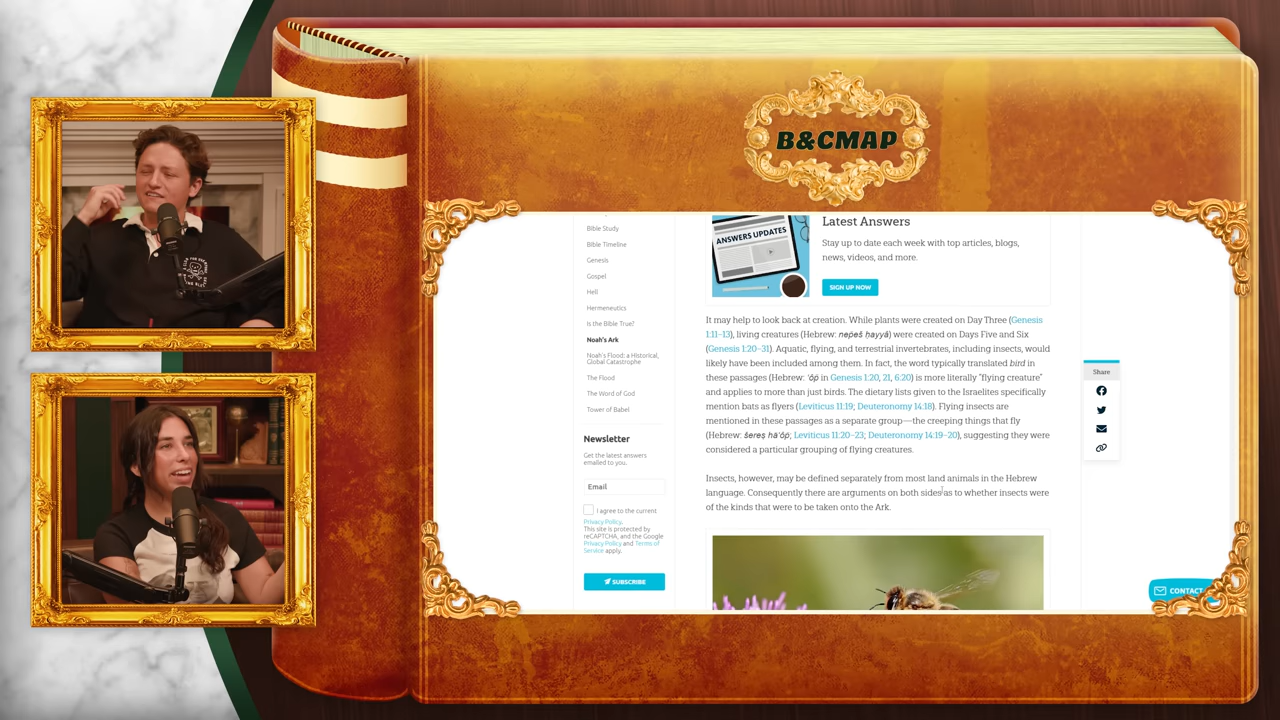 B&CMAP
Bible Study
Bible Timeline
Genesis
Gospel
Hell
Hermeneutics
Is the Bible True?
Noah's Ark
Noah's Flood: a Historical,
Global Catastrophe
The Flood
The Word of God
Tower of Babel
Newsletter
Get the latest answers
emailed to you.
Email
I agree to the current
Privacy Policy.
This site is protected by
reCAPTCHA, and the Google
Privacy Policy and Terms of
Service apply.
SUBSCRIBE
ANSWERS UPDATES
Latest Answers
Stay up to date each week with top articles, blogs,
news, videos, and more.
SIGN UP NOW
It may help to look back at creation. While plants were created on Day Three (Genesis
1:11–13), living creatures (Hebrew: nep̄eš ḥayyâ) were created on Days Five and Six
(Genesis 1:20–31). Aquatic, flying, and terrestrial invertebrates, including insects, would
likely have been included among them. In fact, the word typically translated bird in
these passages (Hebrew: ʿôp̄ in Genesis 1:20, 21, 6:20) is more literally "flying creature"
and applies to more than just birds. The dietary lists given to the Israelites specifically
mention bats as flyers (Leviticus 11:19; Deuteronomy 14:18). Flying insects are
mentioned in these passages as a separate group—the creeping things that fly
(Hebrew: šereṣ hāʿôp̄; Leviticus 11:20–23; Deuteronomy 14:19–20), suggesting they were
considered a particular grouping of flying creatures.
Insects, however, may be defined separately from most land animals in the Hebrew
language. Consequently there are arguments on both sides as to whether insects were
of the kinds that were to be taken onto the Ark.
Share
CONTACT